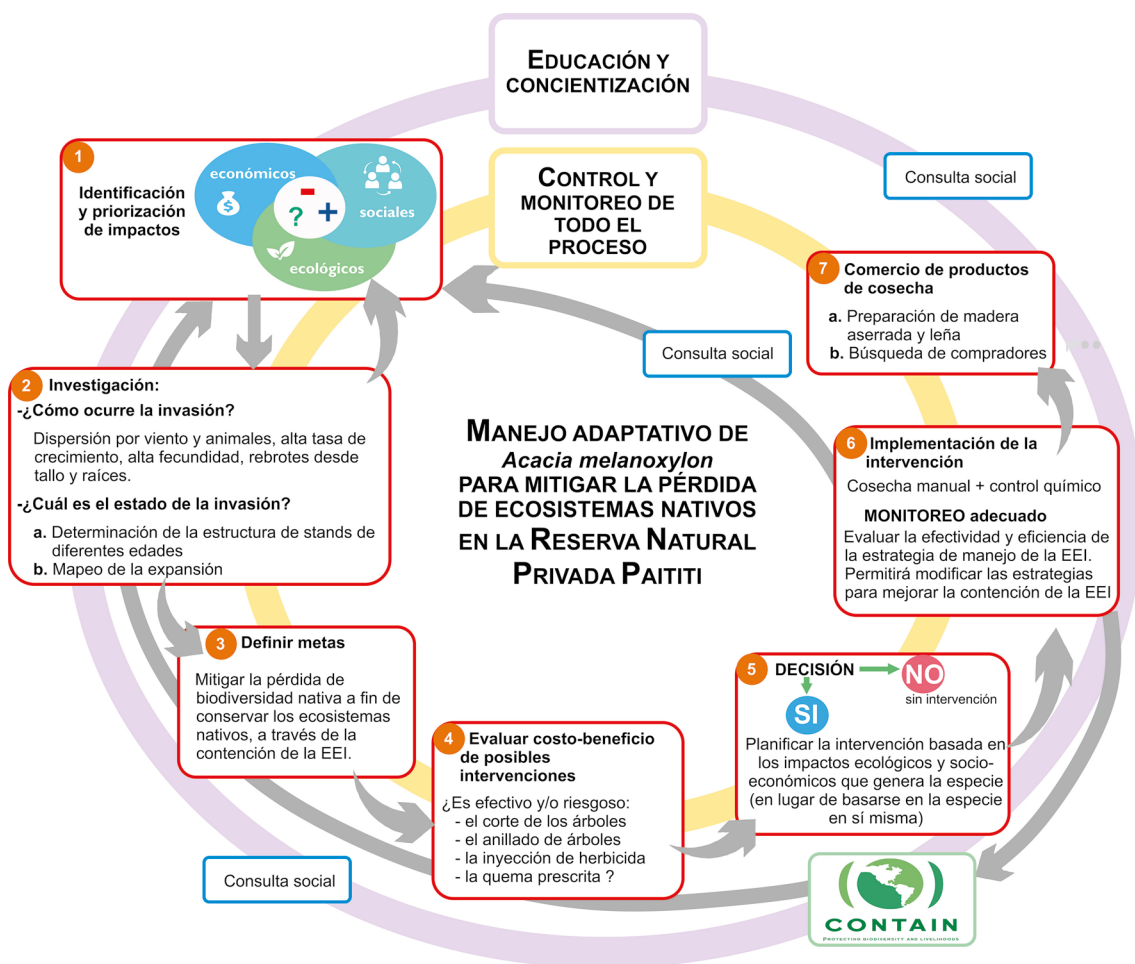 EDUCACIÓN Y
CONCIENTIZACIÓN
CONTROL Y
MONITOREO DE
TODO EL
PROCESO
1
Identificación
y priorización
de impactos
económicos
sociales
ecológicos
$
- ? +
Consulta social
7 Comercio de productos
de cosecha
a. Preparación de madera
aserrada y leña
b. Búsqueda de compradores
Consulta social
2 Investigación:
-¿Cómo ocurre la invasión?
Dispersión por viento y animales, alta tasa de
crecimiento, alta fecundidad, rebrotes desde
tallo y raíces.
-¿Cuál es el estado de la invasión?
a. Determinación de la estructura de stands de
diferentes edades
b. Mapeo de la expansión
MANEJO ADAPTATIVO DE
Acacia melanoxylon
PARA MITIGAR LA PÉRDIDA
DE ECOSISTEMAS NATIVOS
EN LA RESERVA NATURAL
PRIVADA PAITITI
6 Implementación de la
intervención
Cosecha manual + control químico
MONITOREO adecuado
Evaluar la efectividad y eficiencia de
la estrategia de manejo de la EEI.
Permitirá modificar las estrategias
para mejorar la contención de la EEI
3 Definir metas
Mitigar la pérdida de
biodiversidad nativa a fin de
conservar los ecosistemas
nativos, a través de la
contención de la EEI.
4 Evaluar costo-beneficio
de posibles
intervenciones
¿Es efectivo y/o riesgoso:
- el corte de los árboles
- el anillado de árboles
- la inyección de herbicida
- la quema prescrita ?
5 DECISIÓN
NO
sin intervención
SI
Planificar la intervención basada en
los impactos ecológicos y socio-
económicos que genera la especie
(en lugar de basarse en la especie
en sí misma)
Consulta social
CONTAIN
PROTECTING BIODIVERSITY AND LIVELIHOODS